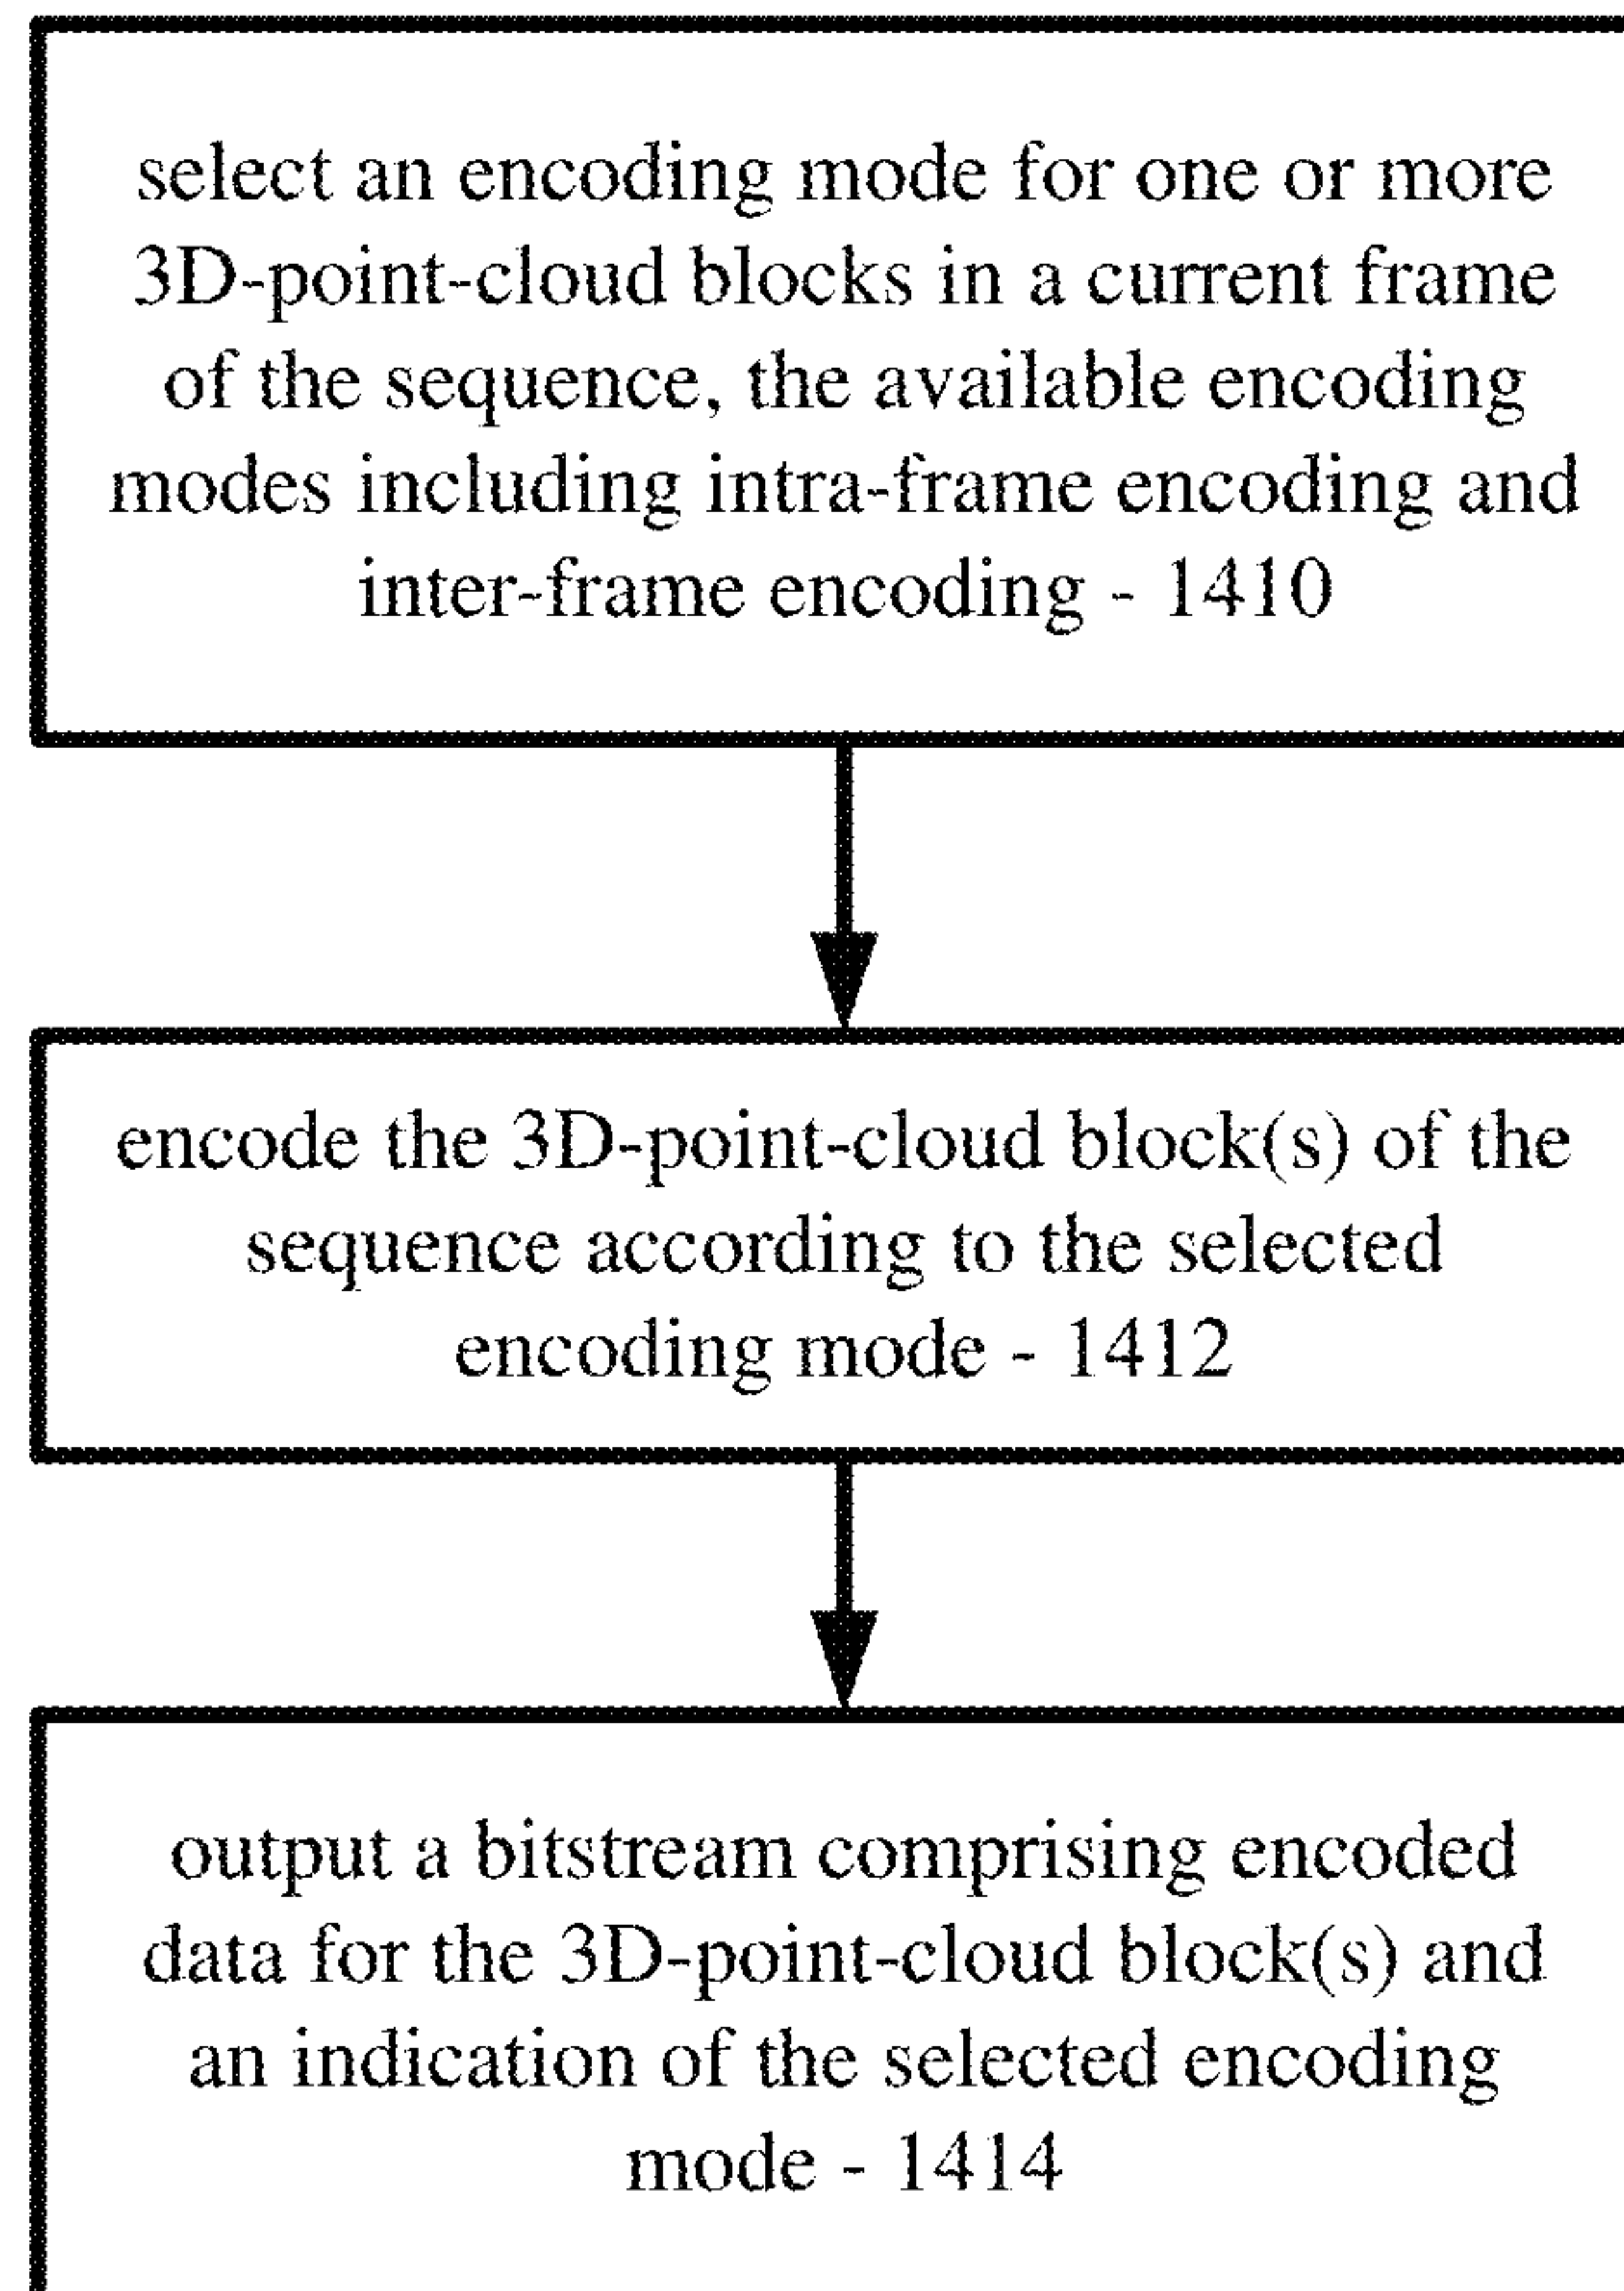 select an encoding mode for one or more
3D-point-cloud blocks in a current frame
of the sequence, the available encoding
modes including intra-frame encoding and
inter-frame encoding - 1410
encode the 3D-point-cloud block(s) of the
sequence according to the selected
encoding mode - 1412
output a bitstream comprising encoded
data for the 3D-point-cloud block(s) and
an indication of the selected encoding
mode - 1414